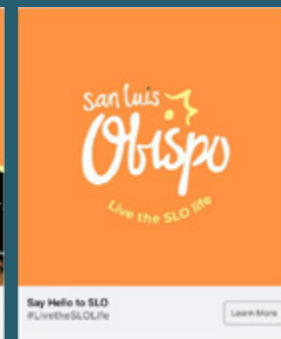 san luis
Obispo
Live the SLO life
Say Hello to SLO
#LivetheSLOLife
Learn More